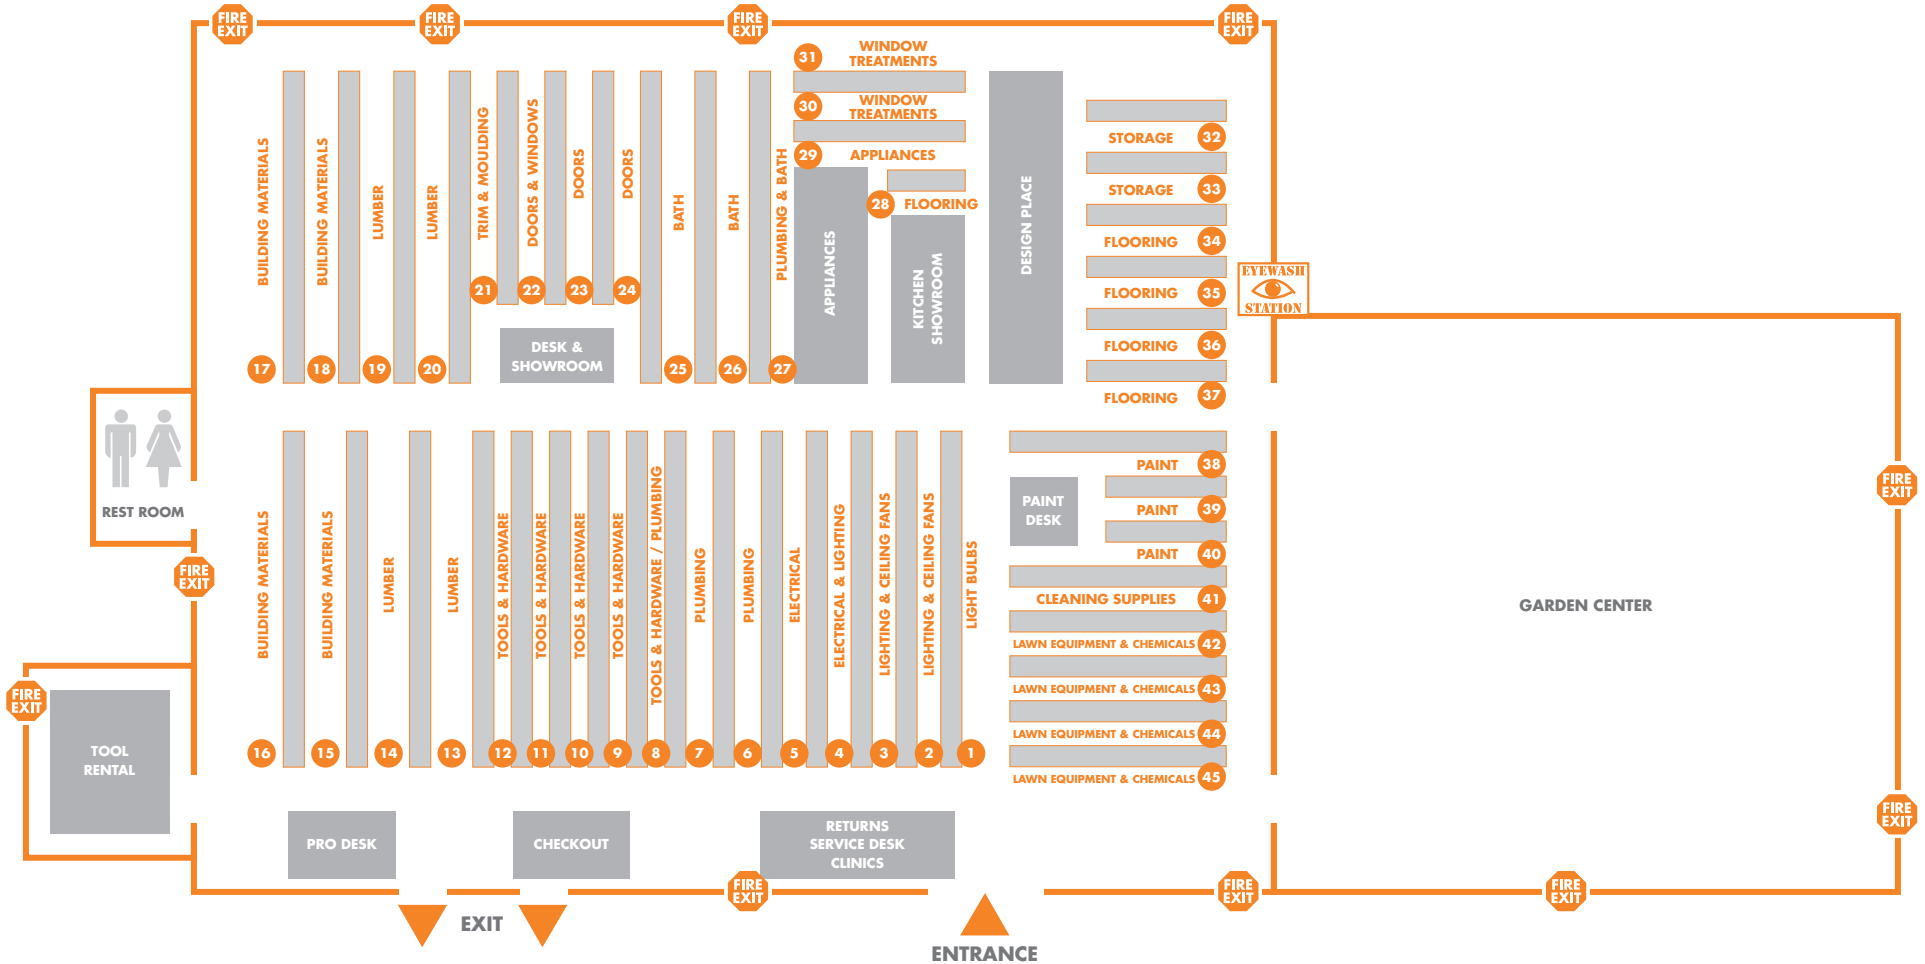 FIRE
EXIT
FIRE
EXIT
FIRE
EXIT
FIRE
EXIT
31 WINDOW
TREATMENTS
30 WINDOW
TREATMENTS
29 APPLIANCES
28 FLOORING
BUILDING MATERIALS
17
BUILDING MATERIALS
18
LUMBER
19
LUMBER
20
TRIM & MOULDING
21
DOORS & WINDOWS
22
DOORS
23
DOORS
24
BATH
25
BATH
26
PLUMBING & BATH
27
DESK &
SHOWROOM
APPLIANCES
KITCHEN
SHOWROOM
DESIGN PLACE
STORAGE 32
STORAGE 33
FLOORING 34
FLOORING 35
FLOORING 36
FLOORING 37
EYEWASH
STATION
REST ROOM
FIRE
EXIT
FIRE
EXIT
TOOL
RENTAL
BUILDING MATERIALS
16
BUILDING MATERIALS
15
LUMBER
14
LUMBER
13
TOOLS & HARDWARE
12
TOOLS & HARDWARE
11
TOOLS & HARDWARE
10
TOOLS & HARDWARE
9
TOOLS & HARDWARE / PLUMBING
8
PLUMBING
7
PLUMBING
6
ELECTRICAL
5
ELECTRICAL & LIGHTING
4
LIGHTING & CEILING FANS
3
LIGHTING & CEILING FANS
2
LIGHT BULBS
1
PAINT
DESK
PAINT 38
PAINT 39
PAINT 40
CLEANING SUPPLIES 41
LAWN EQUIPMENT & CHEMICALS 42
LAWN EQUIPMENT & CHEMICALS 43
LAWN EQUIPMENT & CHEMICALS 44
LAWN EQUIPMENT & CHEMICALS 45
GARDEN CENTER
FIRE
EXIT
FIRE
EXIT
PRO DESK
CHECKOUT
RETURNS
SERVICE DESK
CLINICS
FIRE
EXIT
FIRE
EXIT
FIRE
EXIT
EXIT
ENTRANCE